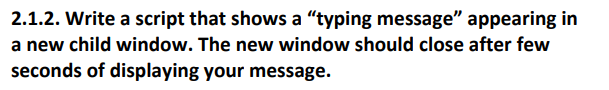 2.1.2. Write a script that shows a “typing message” appearing in
a new child window. The new window should close after few
seconds of displaying your message.